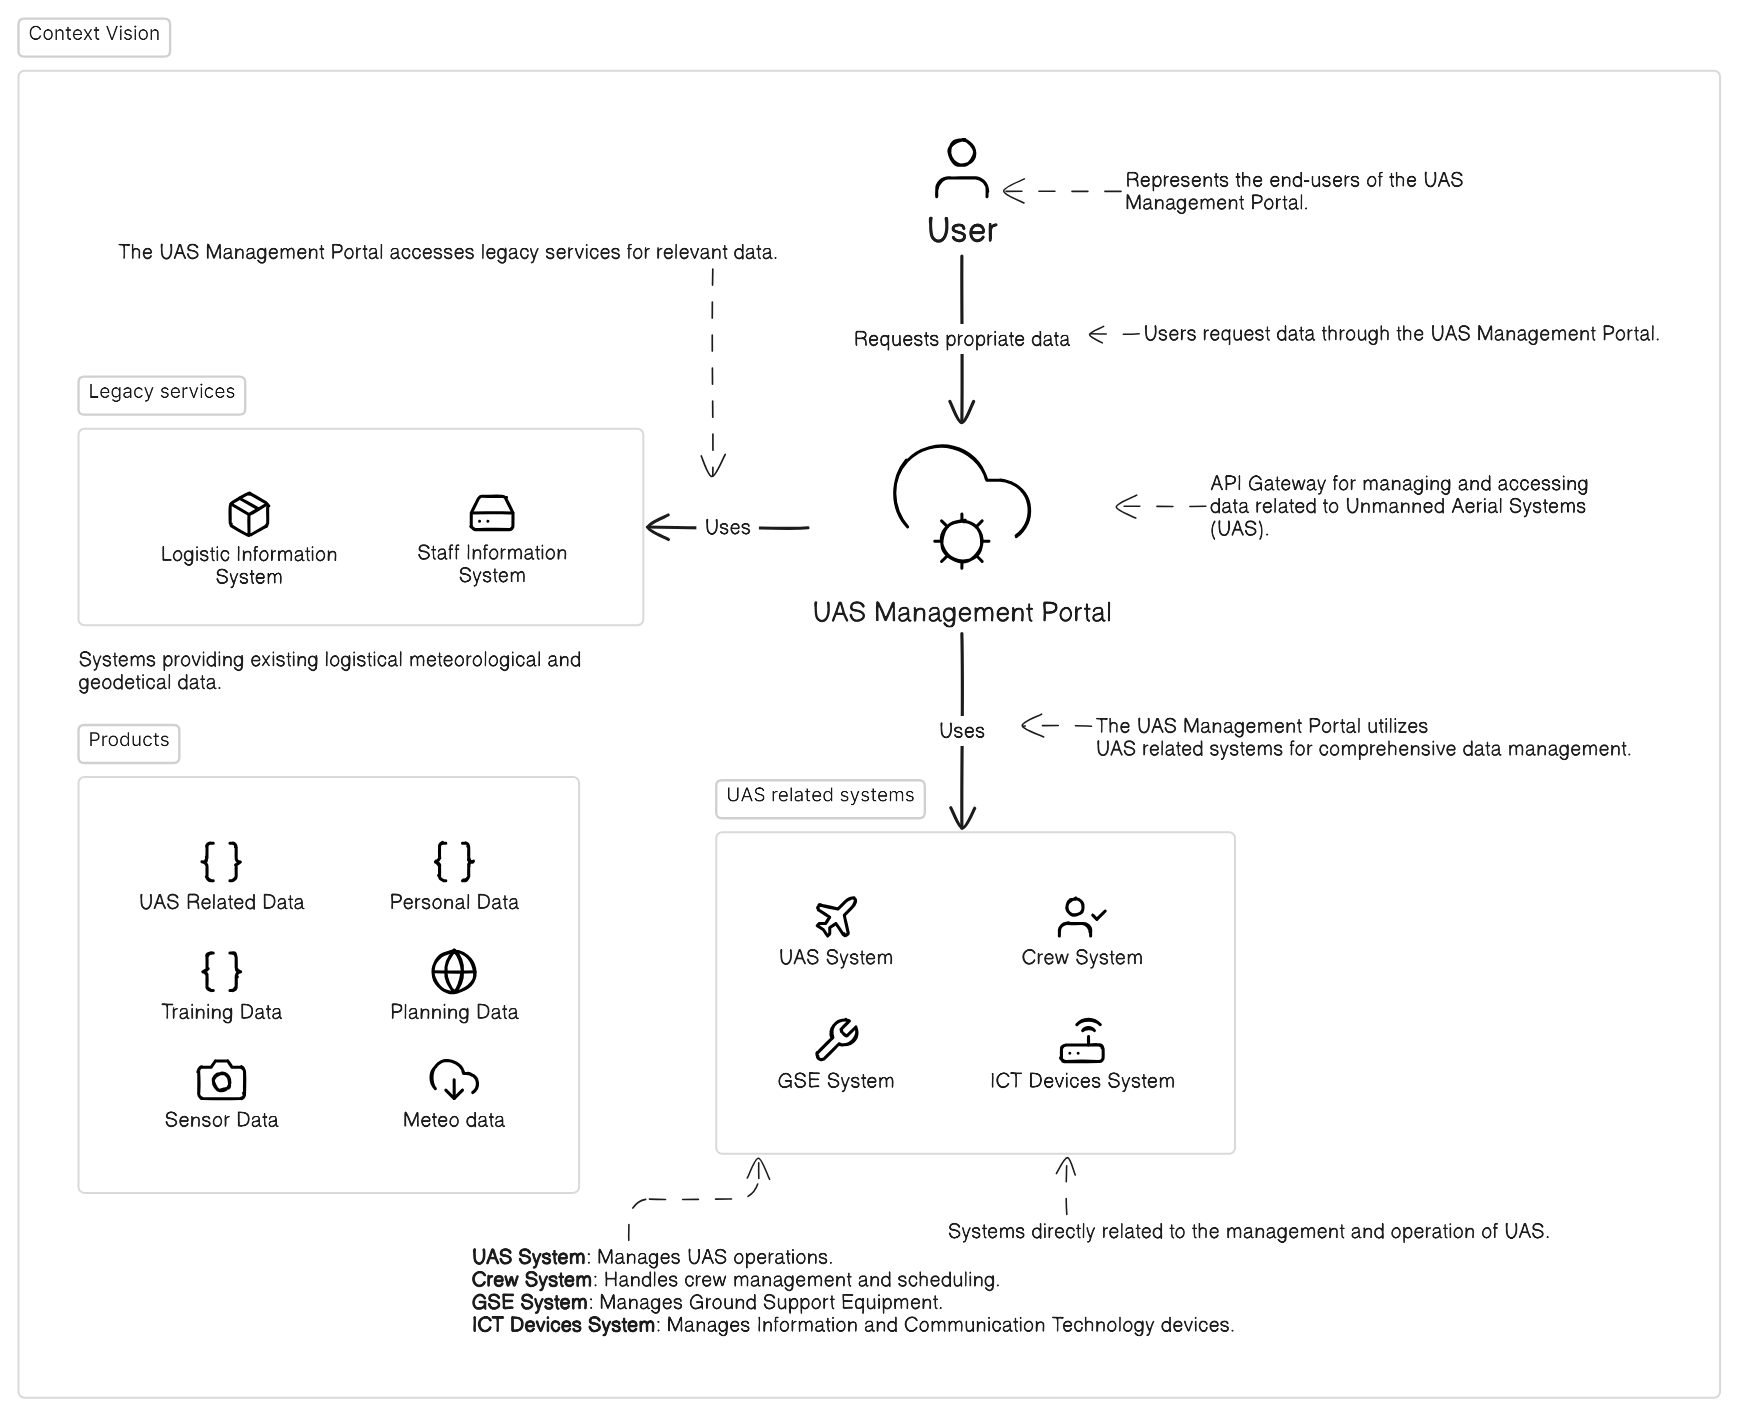 Context Vision
User
Represents the end-users of the UAS
Management Portal.
The UAS Management Portal accesses legacy services for relevant data.
Requests propriate data
Users request data through the UAS Management Portal.
Legacy services
Logistic Information
System
Staff Information
System
Uses
API Gateway for managing and accessing
data related to Unmanned Aerial Systems
(UAS).
UAS Management Portal
Systems providing existing logistical meteorological and
geodetical data.
Uses
The UAS Management Portal utilizes
UAS related systems for comprehensive data management.
Products
UAS Related Data
Personal Data
Training Data
Planning Data
Sensor Data
Meteo data
UAS related systems
UAS System
Crew System
GSE System
ICT Devices System
Systems directly related to the management and operation of UAS.
UAS System: Manages UAS operations.
Crew System: Handles crew management and scheduling.
GSE System: Manages Ground Support Equipment.
ICT Devices System: Manages Information and Communication Technology devices.